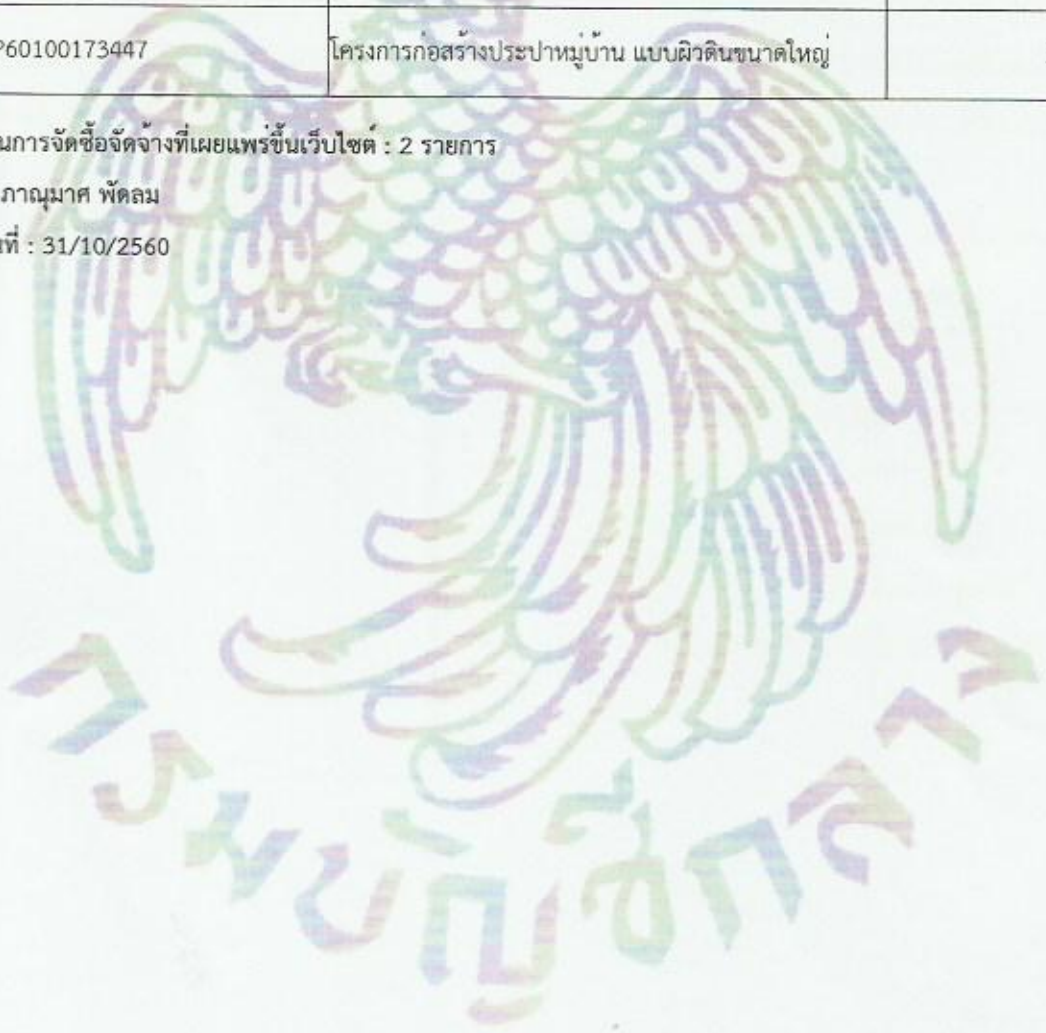 P60100173447 โครงการก่อสร้างประปาหมู่บ้าน แบบผิวดินขนาดใหญ่
นการจัดซื้อจัดจ้างที่เผยแพร่ขึ้นเว็บไซต์ : 2 รายการ
ภาณุมาศ พัดลม
ที่ : 31/10/2560
กรมบัญชีกลาง